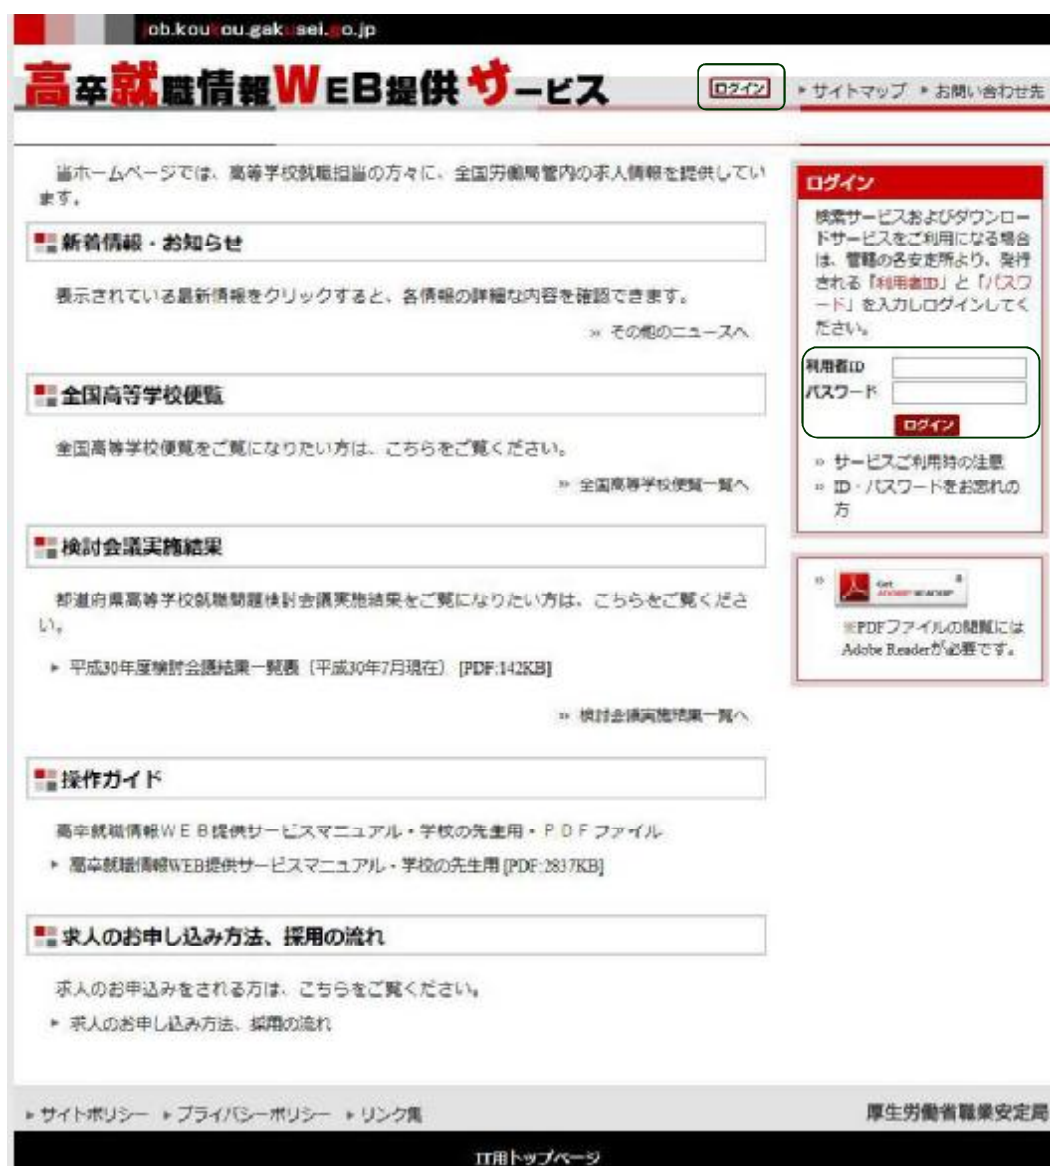 job.koukou.gakusei.go.jp
高卒就職情報WEB提供サービス
ログイン
サイトマップ
お問い合わせ先
当ホームページでは、高等学校就職担当の方々に、全国労働局管内の求人情報を提供してい
ます。
新着情報・お知らせ
表示されている最新情報をクリックすると、各情報の詳細な内容を確認できます。
» その他のニュースへ
全国高等学校便覧
全国高等学校便覧をご覧になりたい方は、こちらをご覧ください。
» 全国高等学校便覧一覧へ
検討会議実施結果
都道府県高等学校就職問題検討会議実施結果をご覧になりたい方は、こちらをご覧くださ
い。
平成30年度検討会議結果一覧表（平成30年7月現在） [PDF:142KB]
» 検討会議実施結果一覧へ
操作ガイド
高卒就職情報ＷＥＢ提供サービスマニュアル・学校の先生用・ＰＤＦファイル
高卒就職情報WEB提供サービスマニュアル・学校の先生用 [PDF:2837KB]
求人のお申し込み方法、採用の流れ
求人のお申込みをされる方は、こちらをご覧ください。
求人のお申し込み方法、採用の流れ
ログイン
検索サービスおよびダウンロー
ドサービスをご利用になる場合
は、管轄の各安定所より、発行
される「利用者ID」と「パスワ
ード」を入力しログインしてく
ださい。
利用者ID
パスワード
ログイン
» サービスご利用時の注意
» ID・パスワードをお忘れの
方
» Get ADOBE READER
※PDFファイルの閲覧には
Adobe Readerが必要です。
サイトポリシー
プライバシーポリシー
リンク集
厚生労働省職業安定局
IT用トップページ